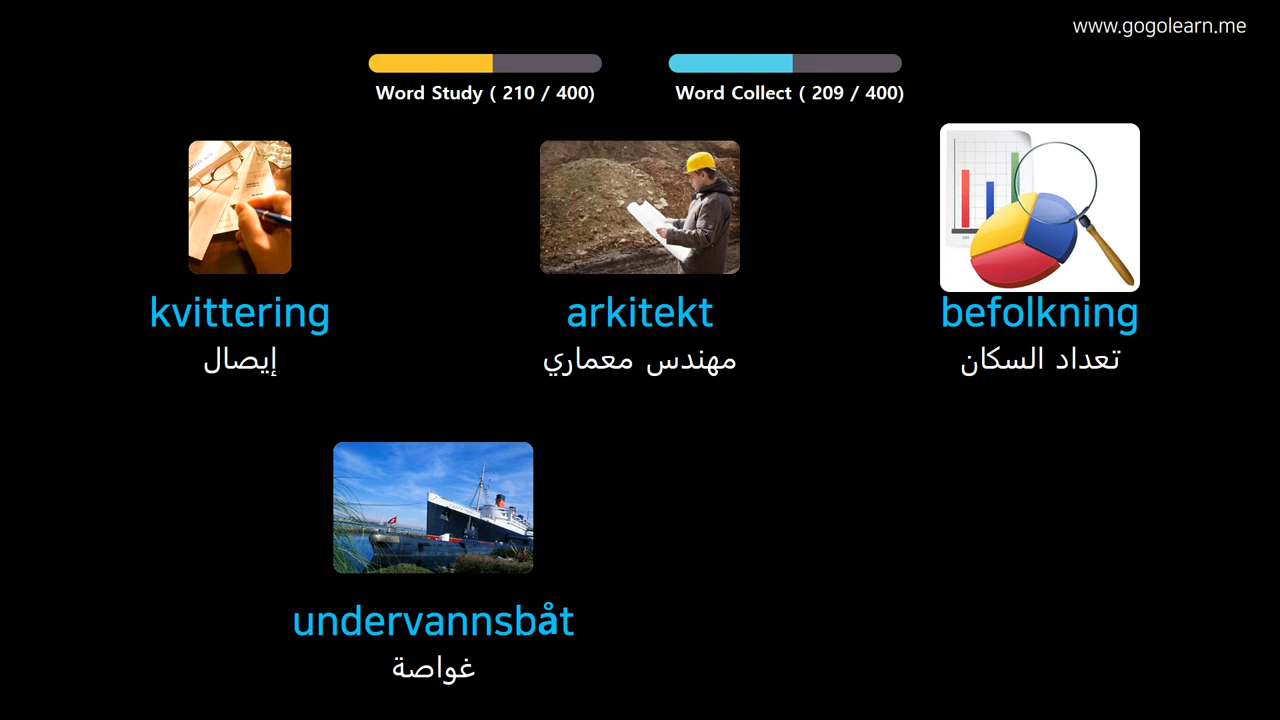 www.gogolearn.me
Word Study ( 210 / 400)
Word Collect ( 209 / 400)
kvittering
إيصال
arkitekt
مهندس معماري
befolkning
تعداد السكان
undervannsbåt
غواصة